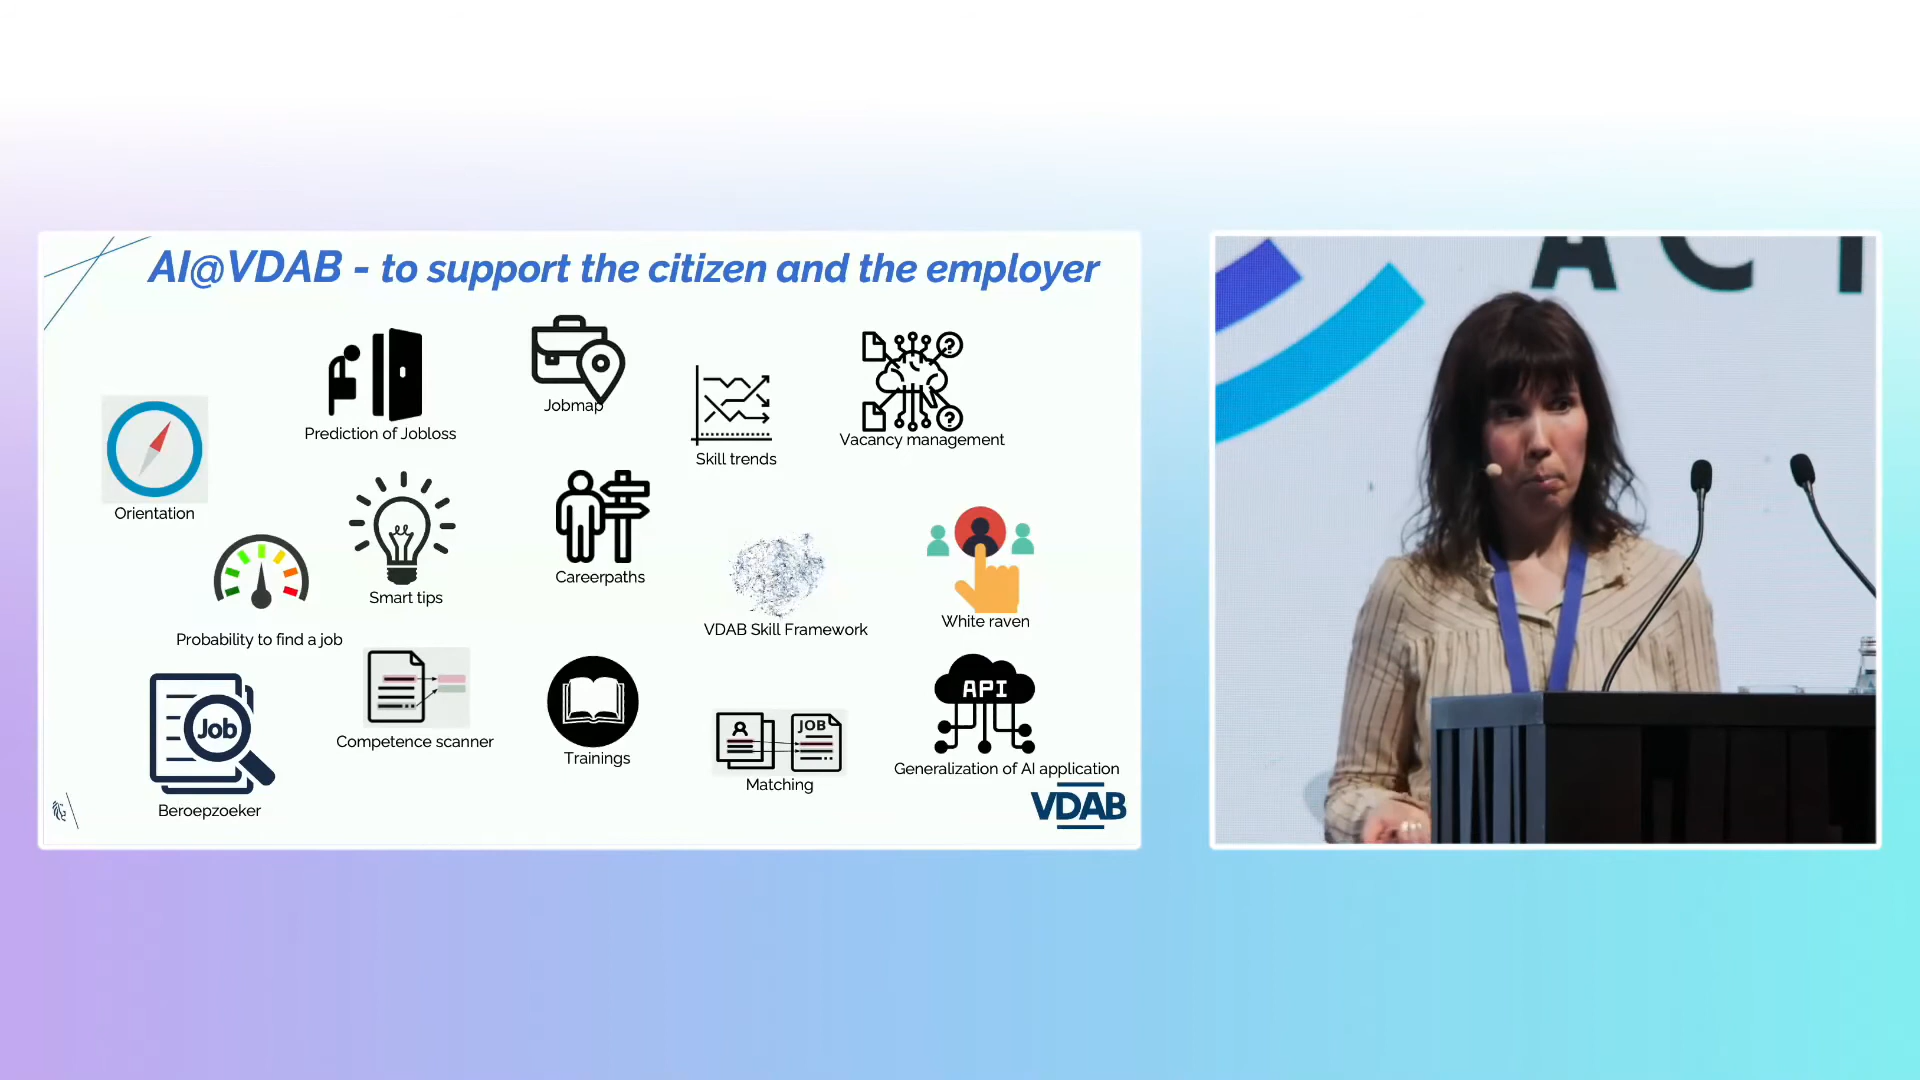 AI@VDAB - to support the citizen and the employer
Prediction of Jobloss
Jobmap
Skill trends
Vacancy management
Orientation
Smart tips
Careerpaths
VDAB Skill Framework
White raven
Probability to find a job
Job
Beroepzoeker
Competence scanner
Trainings
JOB
Matching
API
Generalization of AI application
VDAB
AC